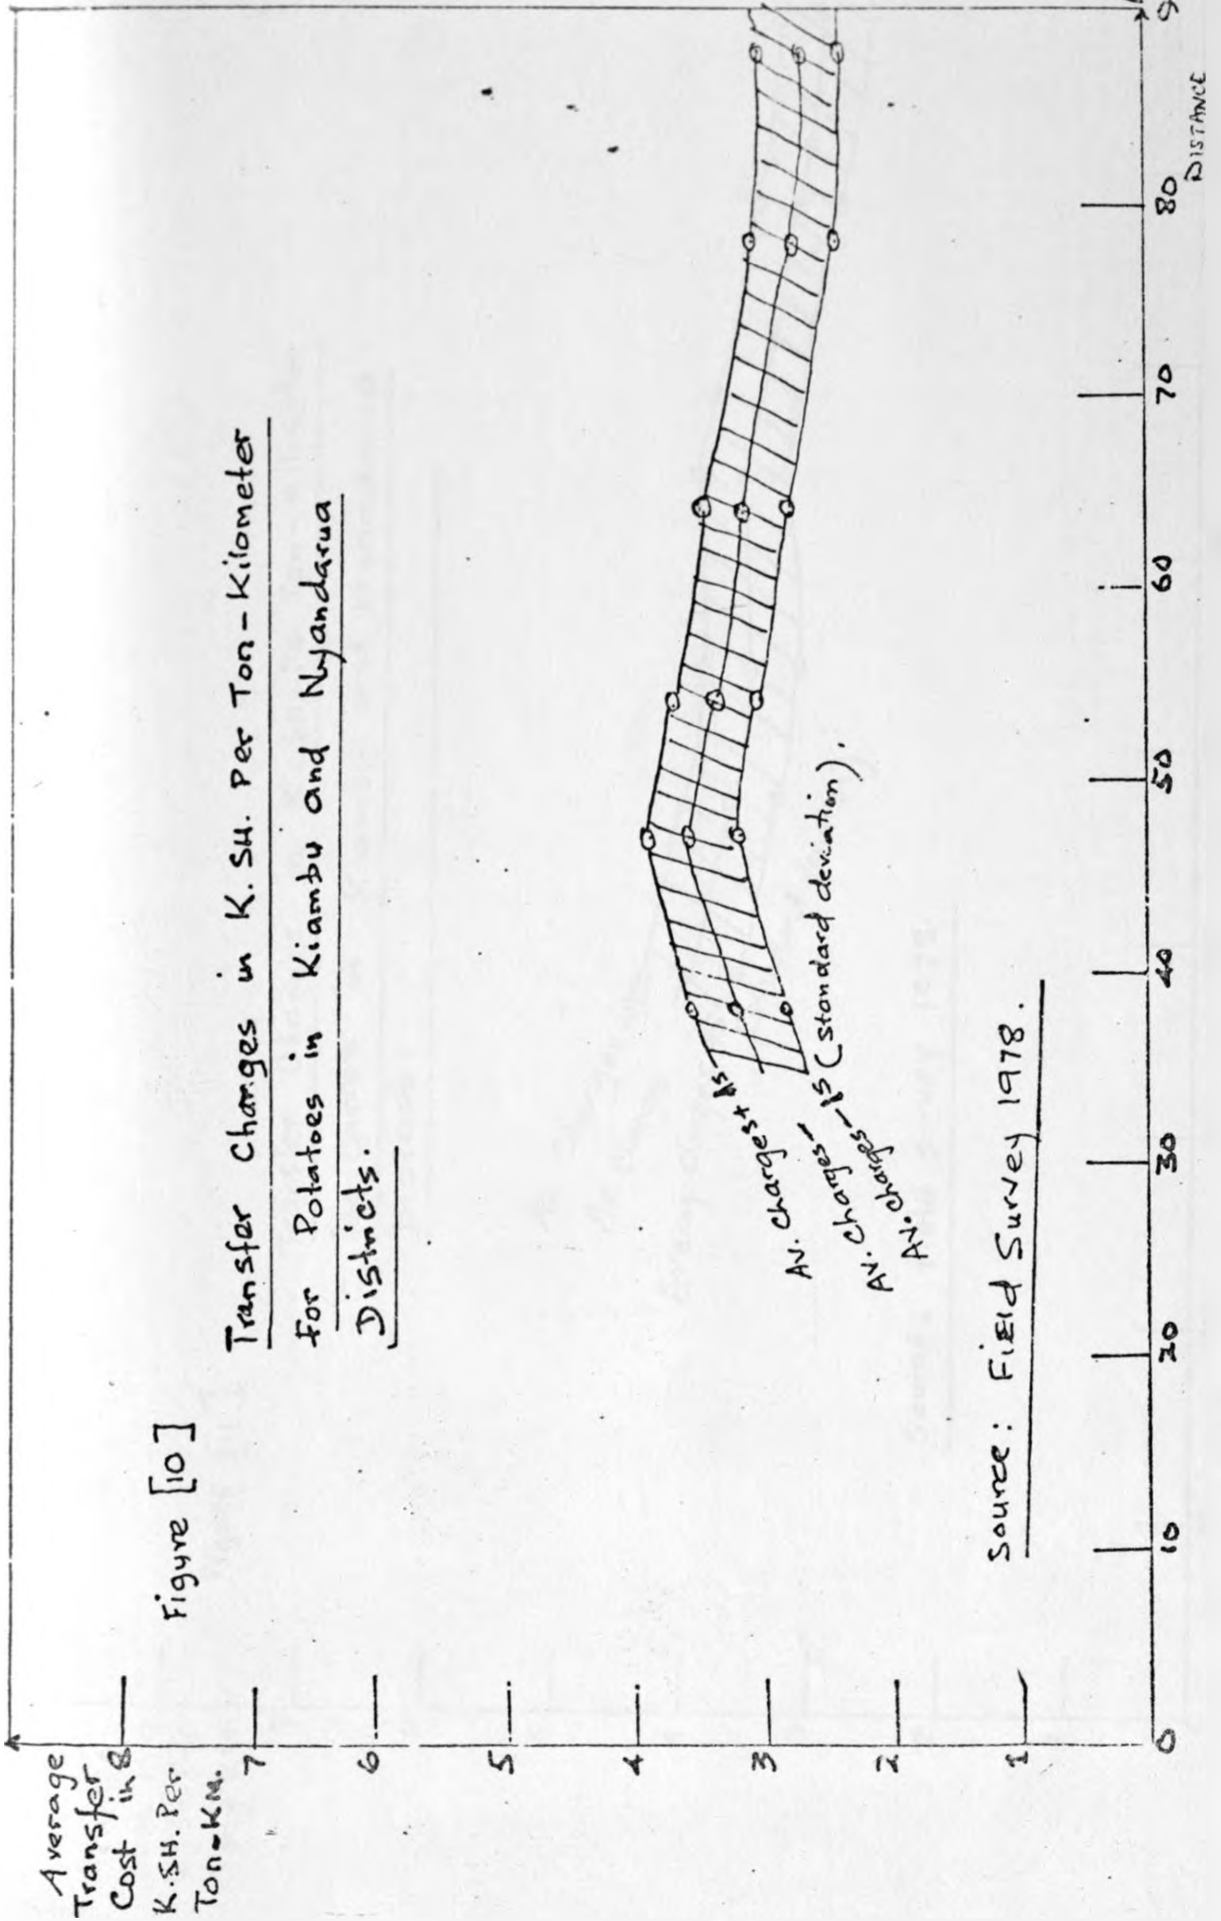 Average
Transfer
Cost in
K.SH. Per
Ton-KM.
Figure [10]
Transfer Charges in K. SH. Per Ton-Kilometer
for Potatoes in Kiambu and Nyandarua
Districts.
8
7
6
5
4
3
2
1
0
Av. Charges + 1s
Av. Charges
Av. Charges - 1s (standard deviation).
Source: Field Survey 1978.
10
20
30
40
50
60
70
80
9
DISTANCE